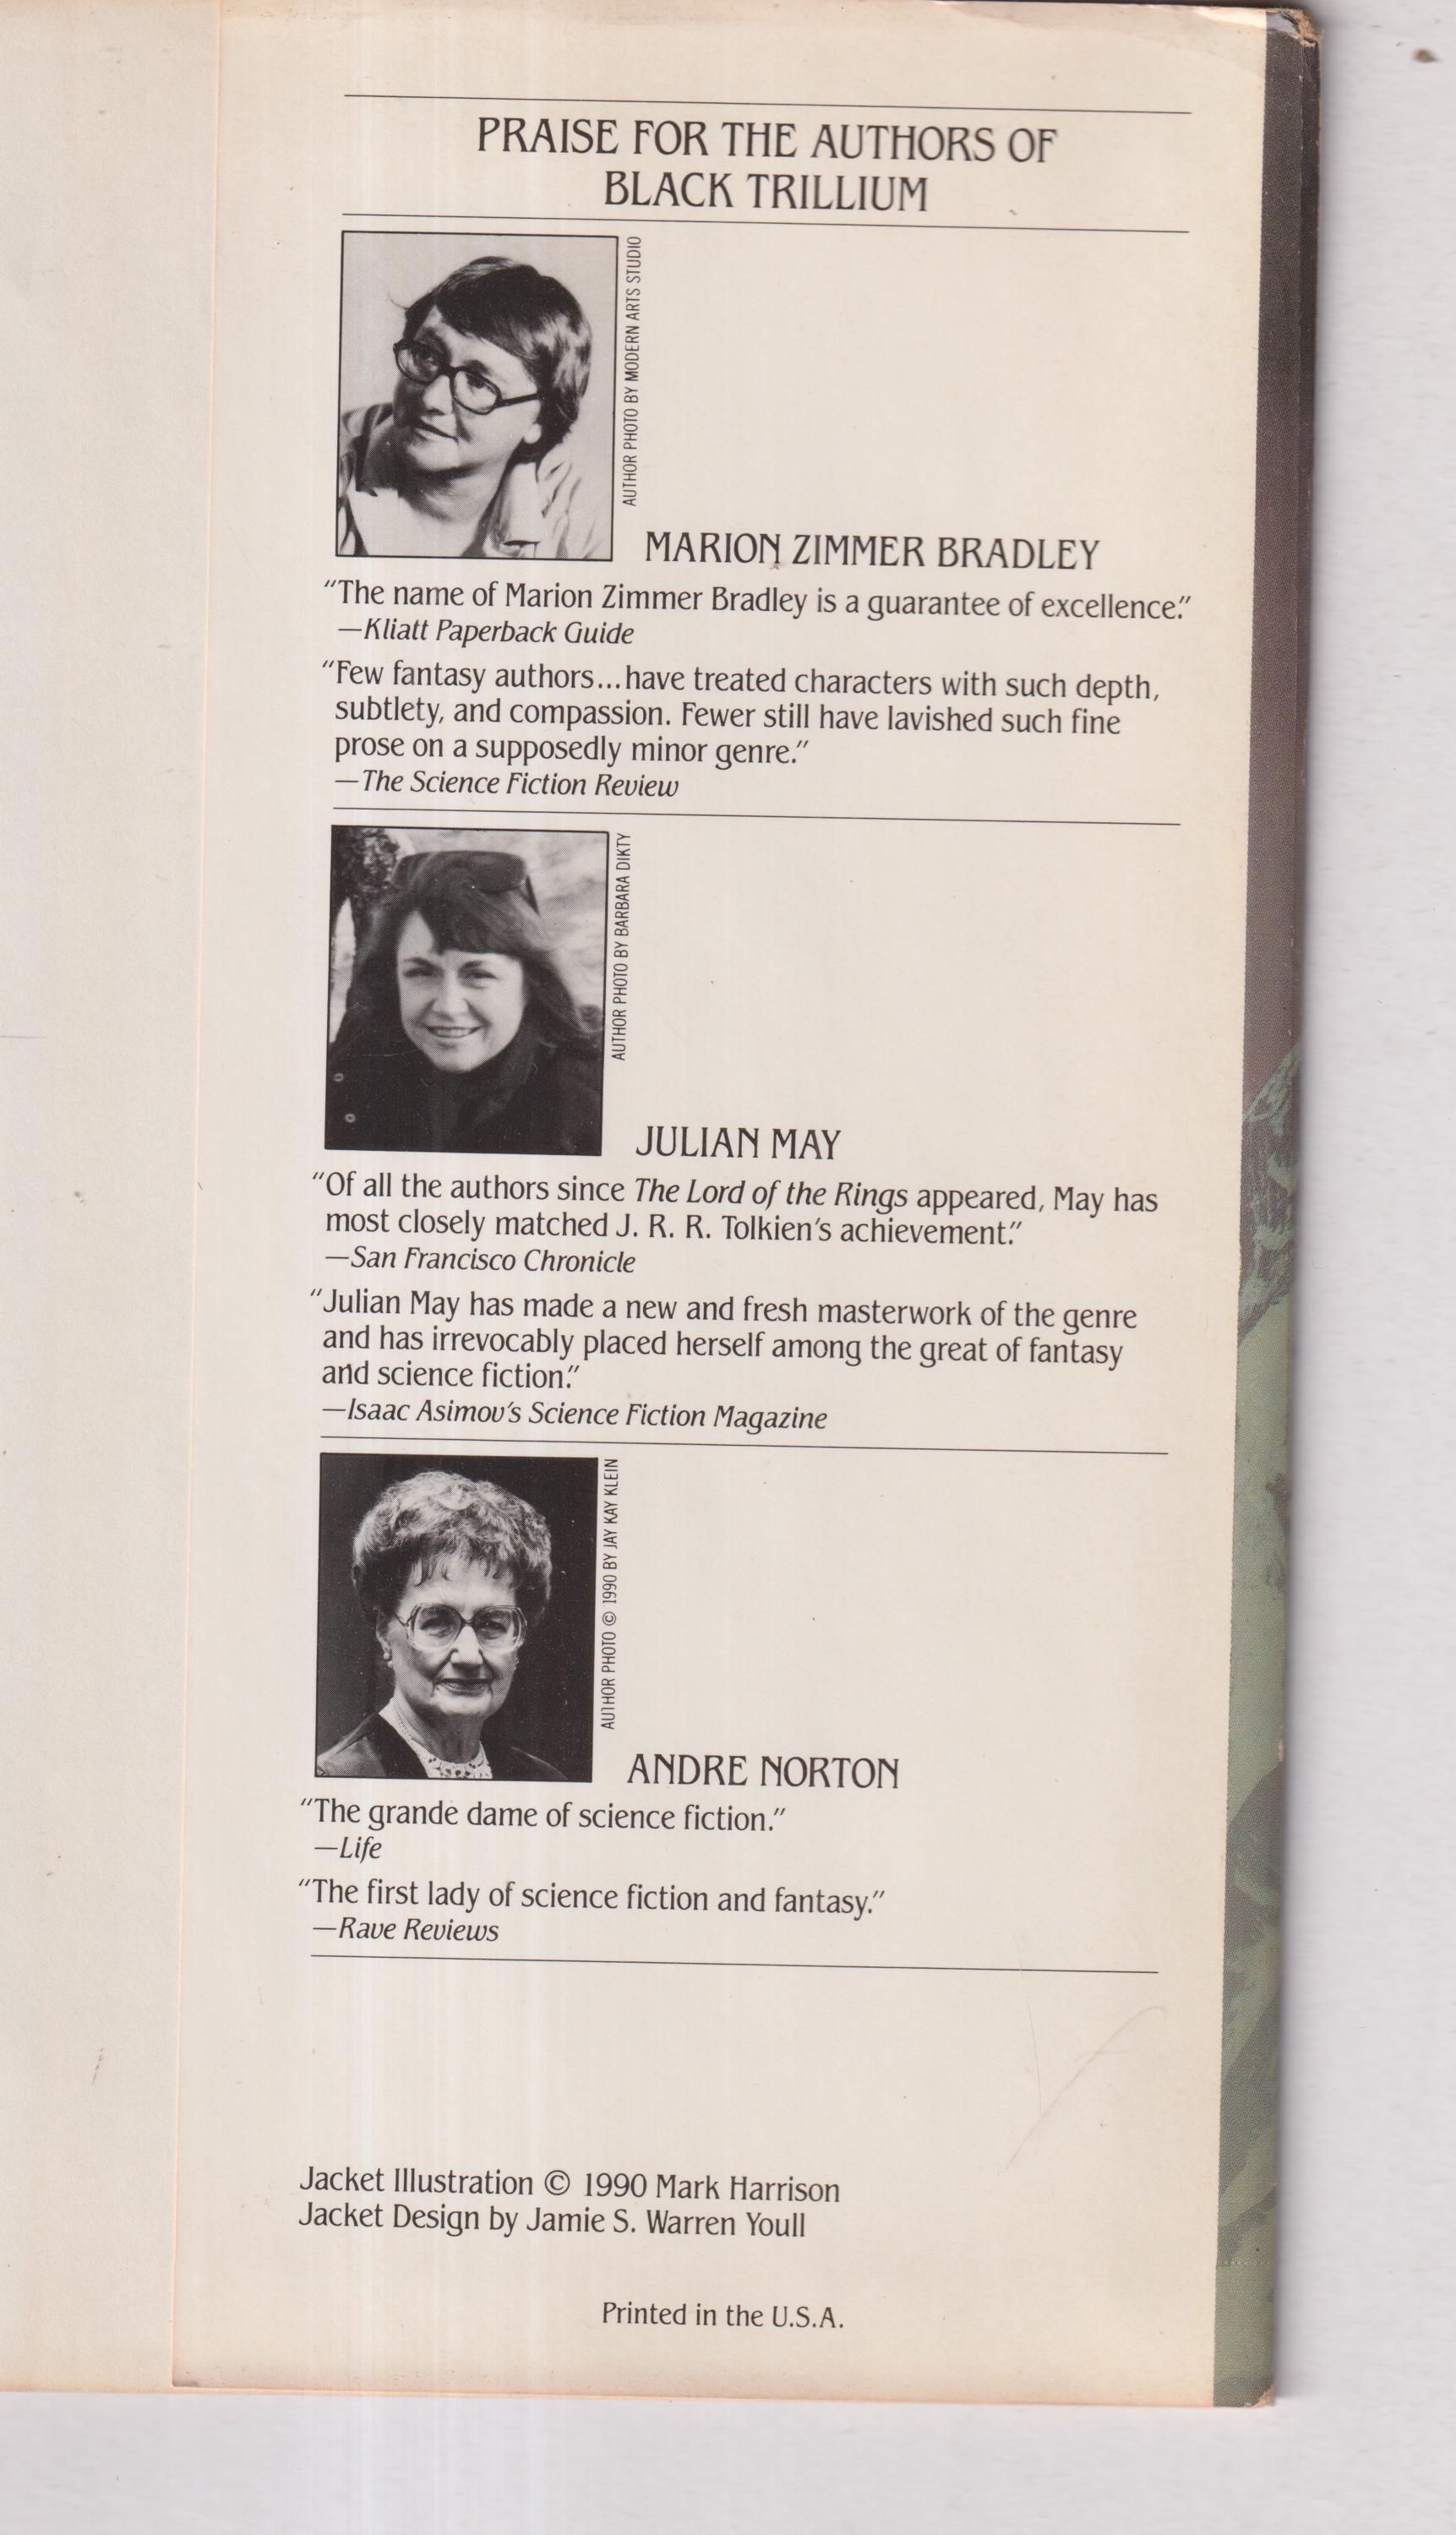 PRAISE FOR THE AUTHORS OF
BLACK TRILLIUM
AUTHOR PHOTO BY MODERN ARTS STUDIO
MARION ZIMMER BRADLEY
“The name of Marion Zimmer Bradley is a guarantee of excellence.”
—Kliatt Paperback Guide
“Few fantasy authors...have treated characters with such depth,
subtlety, and compassion. Fewer still have lavished such fine
prose on a supposedly minor genre.”
—The Science Fiction Review
AUTHOR PHOTO BY BARBARA DIKTY
JULIAN MAY
“Of all the authors since The Lord of the Rings appeared, May has
most closely matched J. R. R. Tolkien’s achievement.”
—San Francisco Chronicle
“Julian May has made a new and fresh masterwork of the genre
and has irrevocably placed herself among the great of fantasy
and science fiction.”
—Isaac Asimov’s Science Fiction Magazine
AUTHOR PHOTO © 1990 BY JAY KAY KLEIN
ANDRE NORTON
“The grande dame of science fiction.”
—Life
“The first lady of science fiction and fantasy.”
—Rave Reviews
Jacket Illustration © 1990 Mark Harrison
Jacket Design by Jamie S. Warren Youll
Printed in the U.S.A.